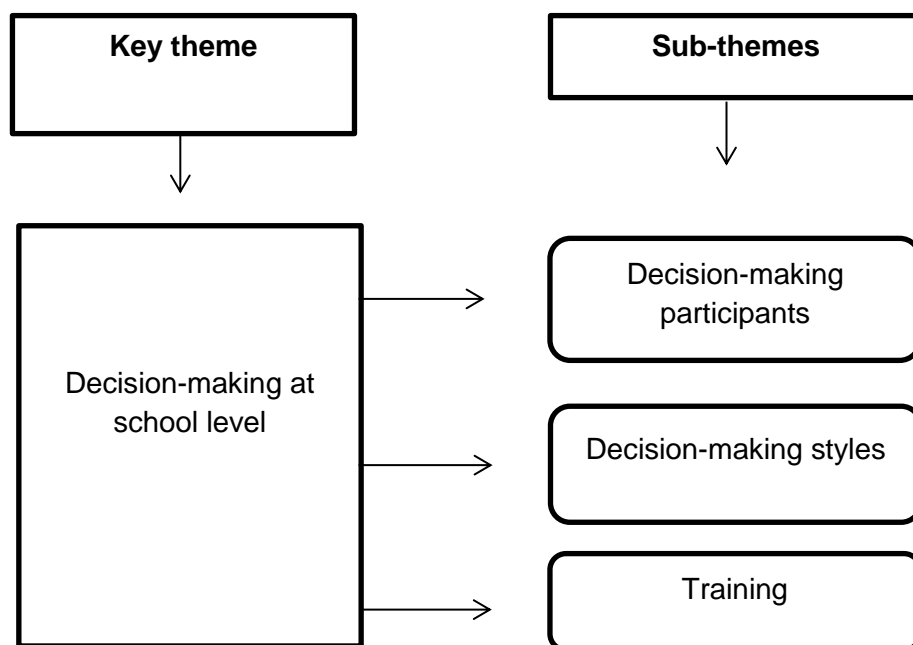 Key theme
Sub-themes
Decision-making at
school level
Decision-making
participants
Decision-making styles
Training